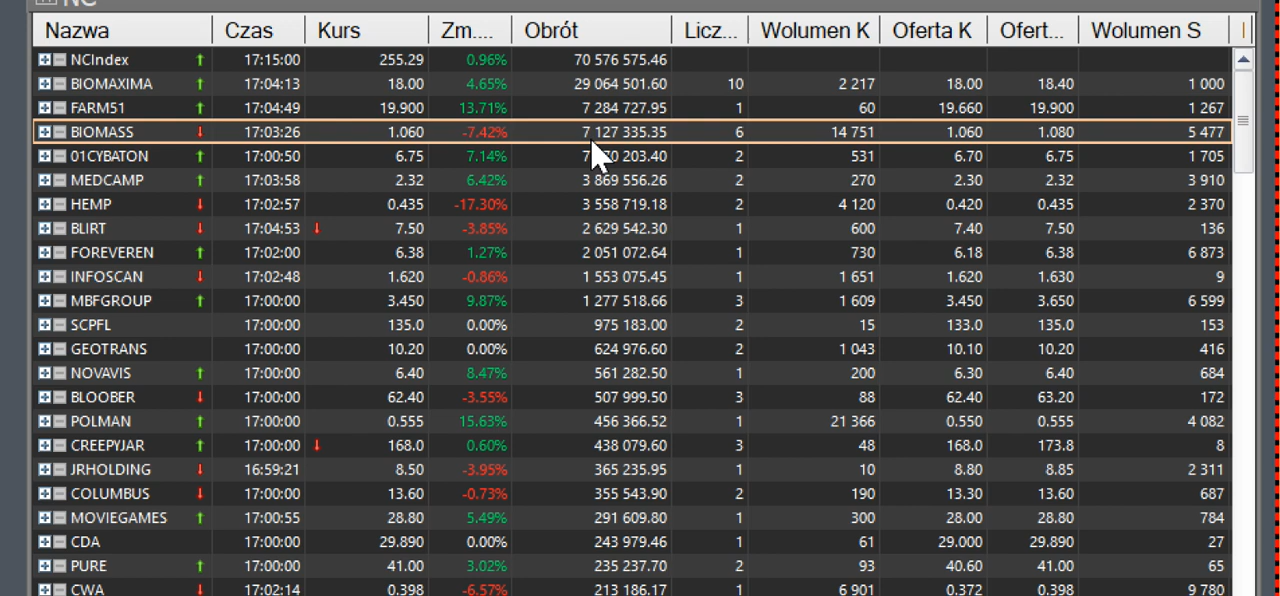 NC
Nazwa Czas Kurs Zm.... Obrót Licz... Wolumen K Oferta K Ofert... Wolumen S
NCIndex 17:15:00 255.29 0.96% 70 576 575.46
BIOMAXIMA 17:04:13 18.00 4.65% 29 064 501.60 10 2 217 18.00 18.40 1 000
FARM51 17:04:49 19.900 13.71% 7 284 727.95 1 60 19.660 19.900 1 267
BIOMASS 17:03:26 1.060 -7.42% 7 127 335.35 6 14 751 1.060 1.080 5 477
01CYBATON 17:00:50 6.75 7.14% 203.40 2 531 6.70 6.75 1 705
MEDCAMP 17:03:58 2.32 6.42% 3 869 556.26 2 270 2.30 2.32 3 910
HEMP 17:02:57 0.435 -17.30% 3 558 719.18 2 4 120 0.420 0.435 2 370
BLIRT 17:04:53 7.50 -3.85% 2 629 542.30 1 600 7.40 7.50 136
FOREVEREN 17:02:00 6.38 1.27% 2 051 072.64 1 730 6.18 6.38 6 873
INFOSCAN 17:02:48 1.620 -0.86% 1 553 075.45 1 1 651 1.620 1.630 9
MBFGROUP 17:00:00 3.450 9.87% 1 277 518.66 3 1 609 3.450 3.650 6 599
SCPFL 17:00:00 135.0 0.00% 975 183.00 2 15 133.0 135.0 153
GEOTRANS 17:00:00 10.20 0.00% 624 976.60 2 1 043 10.10 10.20 416
NOVAVIS 17:00:00 6.40 8.47% 561 282.50 1 200 6.30 6.40 684
BLOOBER 17:00:00 62.40 -3.55% 507 999.50 3 88 62.40 63.20 172
POLMAN 17:00:00 0.555 15.63% 456 366.52 1 21 366 0.550 0.555 4 082
CREEPYJAR 17:00:00 168.0 0.60% 438 079.60 3 48 168.0 173.8 8
JRHOLDING 16:59:21 8.50 -3.95% 365 235.95 1 10 8.80 8.85 2 311
COLUMBUS 17:00:00 13.60 -0.73% 355 543.90 2 190 13.30 13.60 687
MOVIEGAMES 17:00:55 28.80 5.49% 291 609.80 1 300 28.00 28.80 784
CDA 17:00:00 29.890 0.00% 243 979.46 1 61 29.000 29.890 27
PURE 17:00:00 41.00 3.02% 235 237.70 2 93 40.60 41.00 65
CWA 17:02:14 0.398 -6.57% 213 186.17 1 6 901 0.372 0.398 9 780